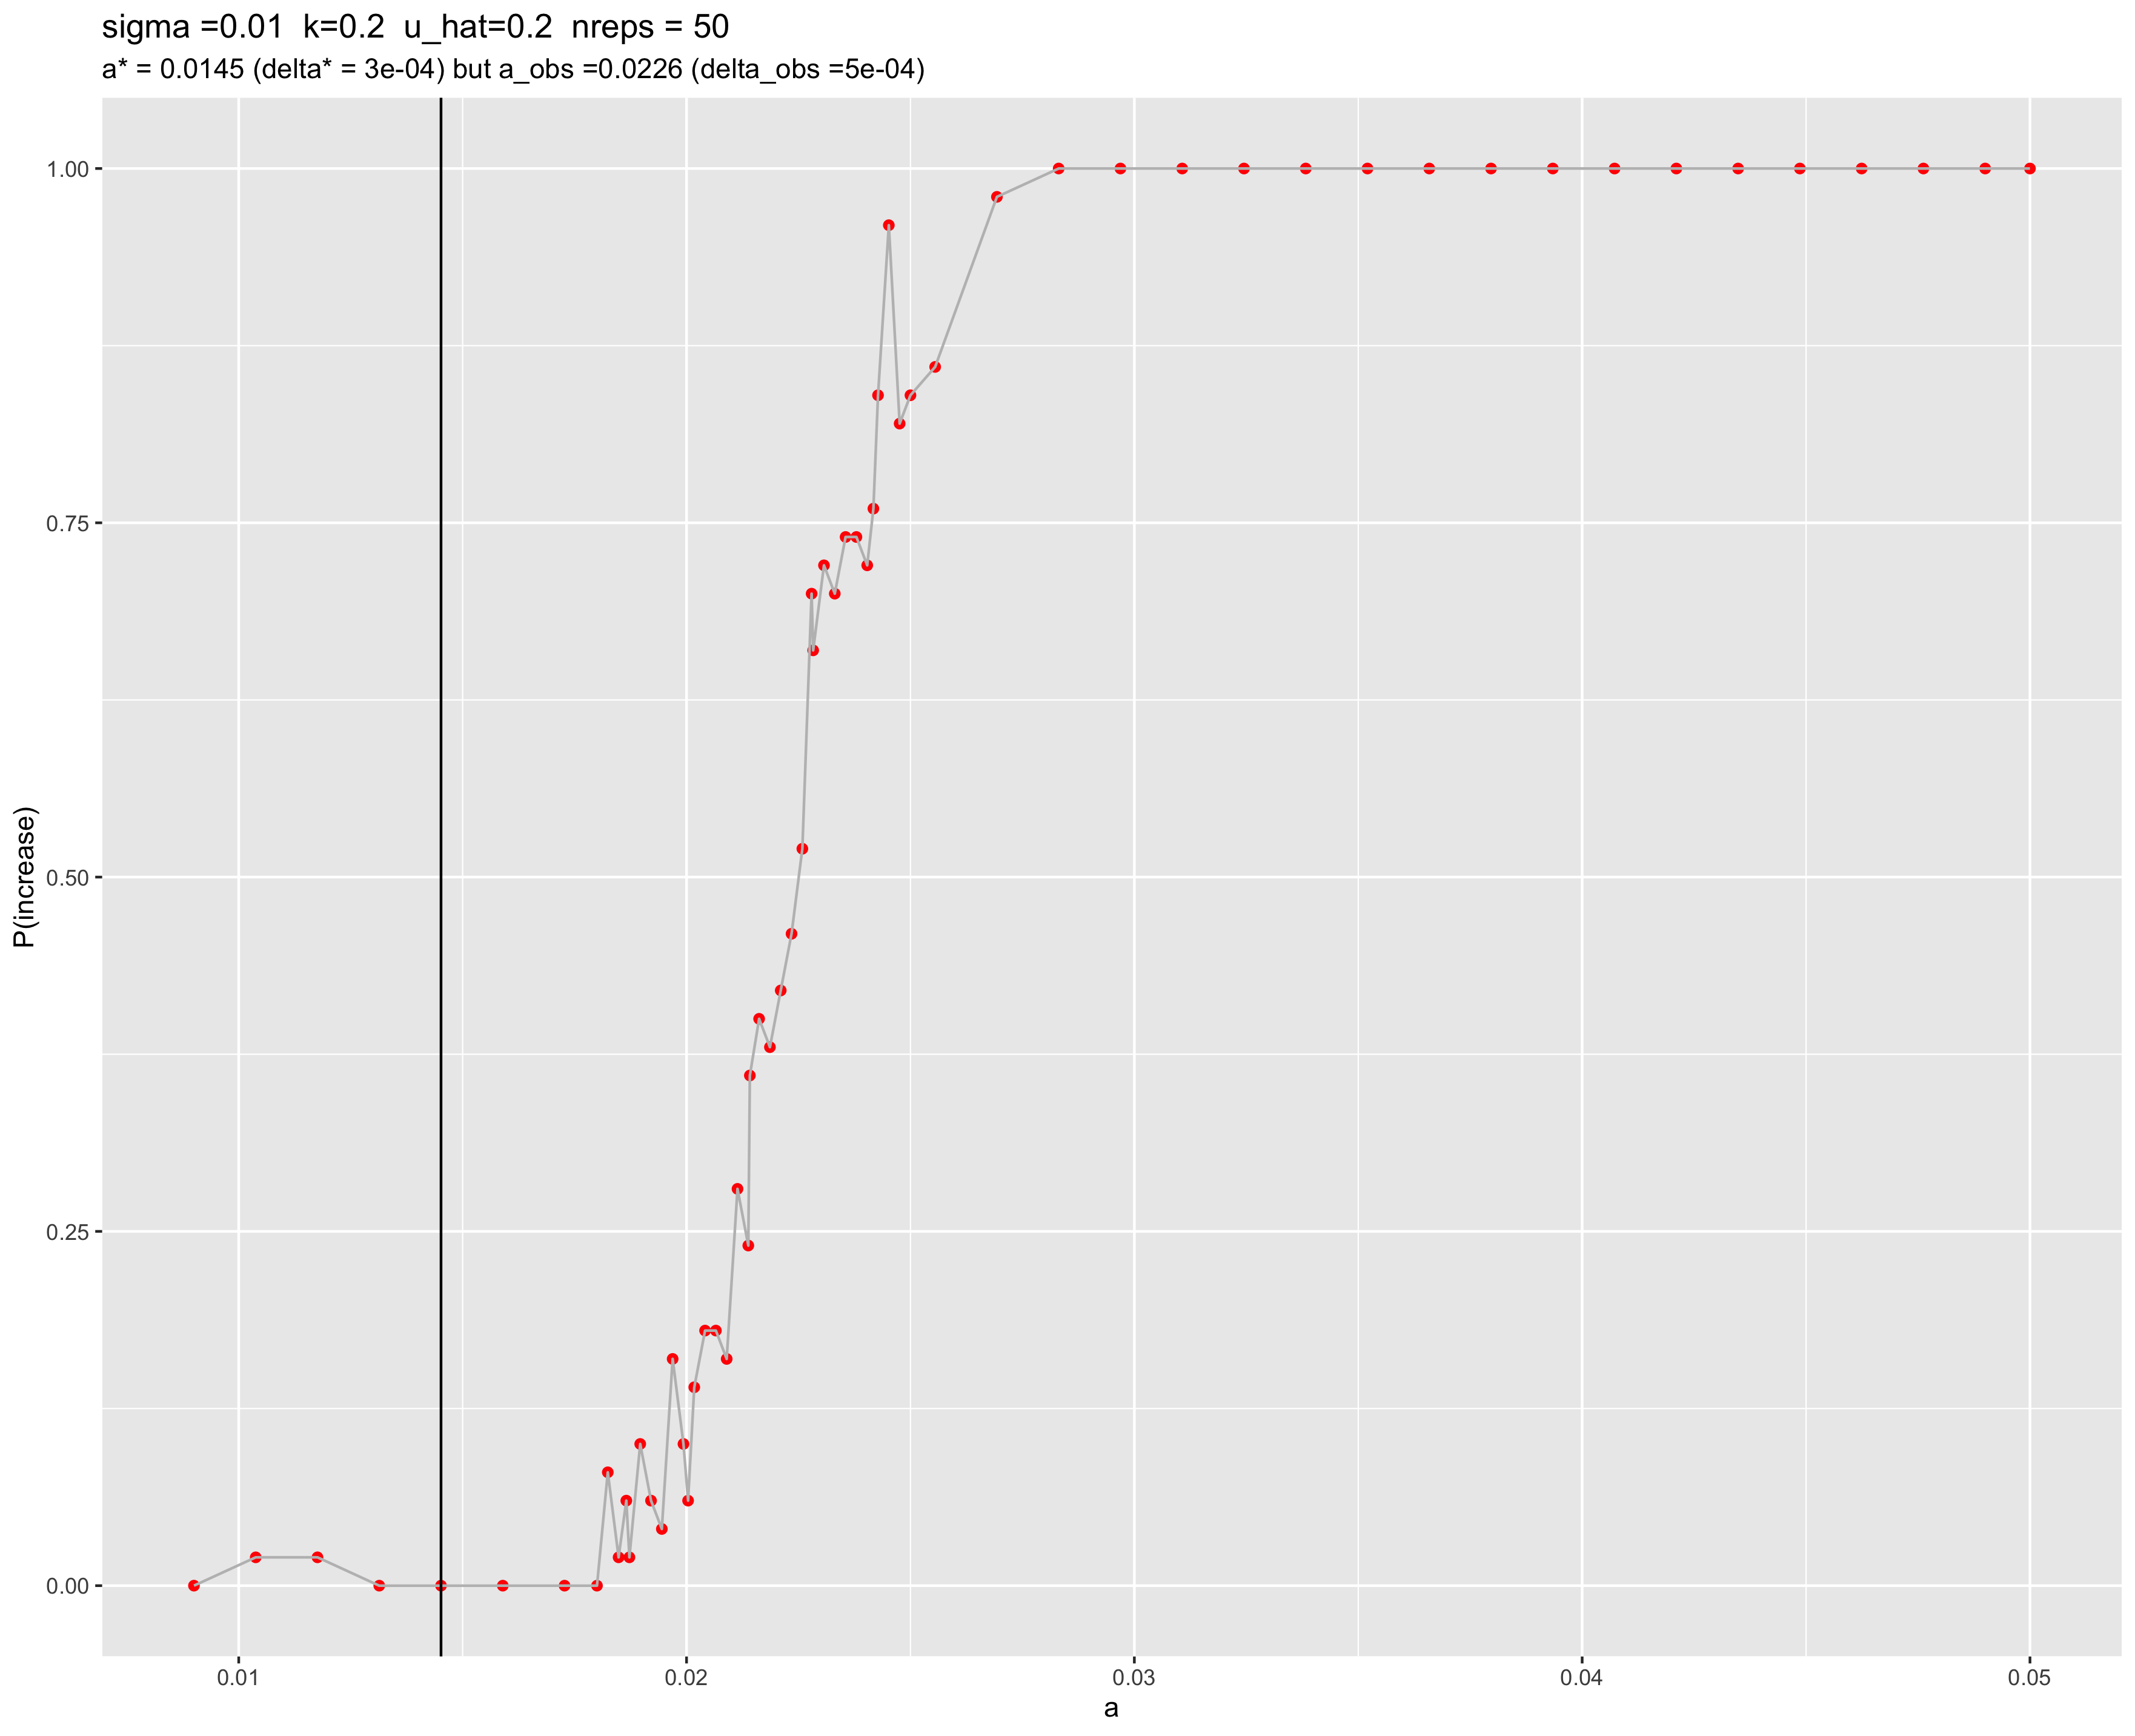 sigma =0.01  k=0.2  u_hat=0.2  nreps = 50
a* = 0.0145 (delta* = 3e-04) but a_obs =0.0226 (delta_obs =5e-04)
1.00
0.75
0.50
0.25
0.00
P(increase)
0.01
0.02
0.03
0.04
0.05
a